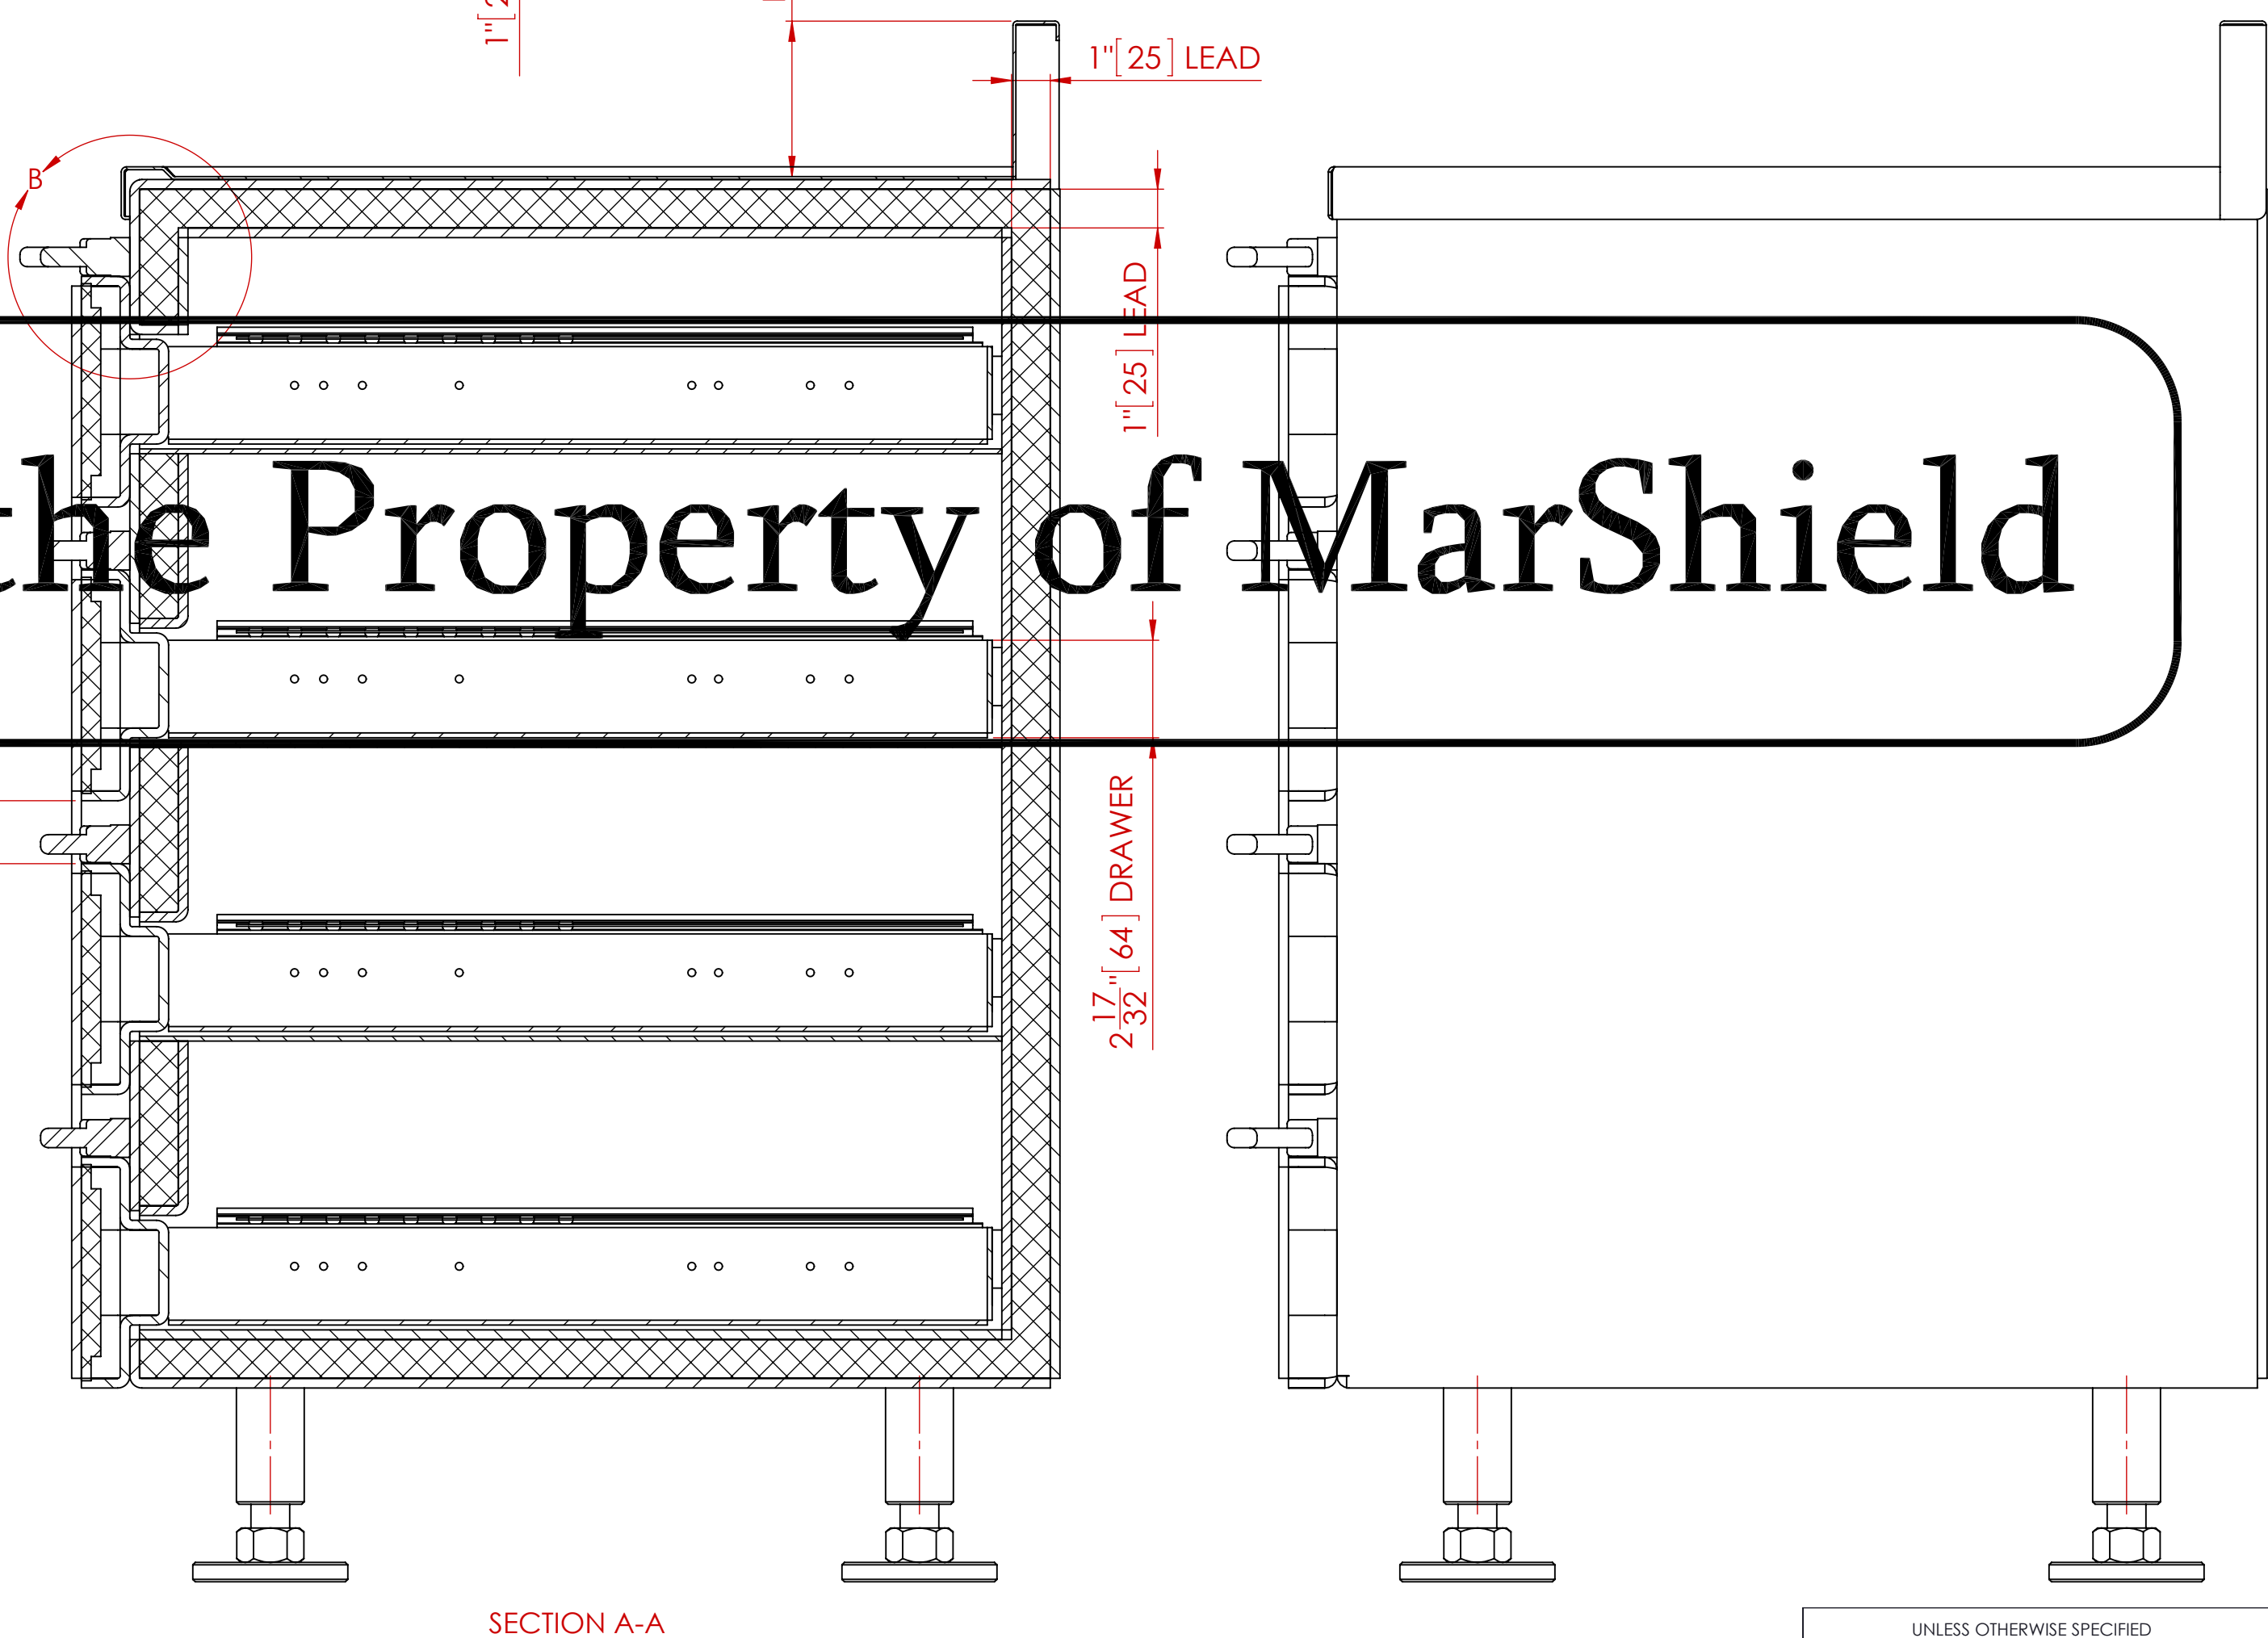 1"[25] LEAD
B
1"[25] LEAD
the Property of MarShield
2 17/32"[64] DRAWER
SECTION A-A
UNLESS OTHERWISE SPECIFIED